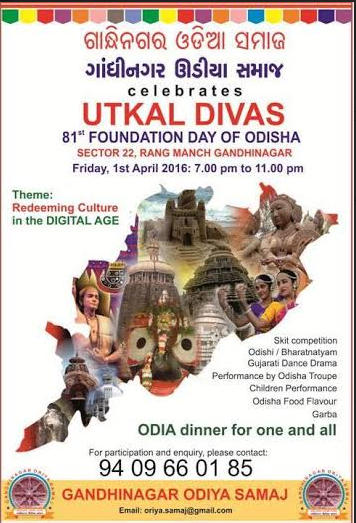 ଗାନ୍ଧିନଗର ଓଡିଆ ସମାଜ
ગાંધીનગર ઊડીયા સમાજ
celebrates
UTKAL DIVAS
81st FOUNDATION DAY OF ODISHA
SECTOR 22, RANG MANCH GANDHINAGAR
Friday, 1st April 2016: 7.00 pm to 11.00 pm
Theme:
Redeeming Culture
in the DIGITAL AGE
Skit competition
Odishi / Bharatnatyam
Gujarati Dance Drama
Performance by Odisha Troupe
Children Performance
Odisha Food Flavour
Garba
ODIA dinner for one and all
For participation and enquiry, please contact:
94 09 66 01 85
GANDHINAGAR ODIYA SAMAJ
Email: oriya.samaj@gmail.com